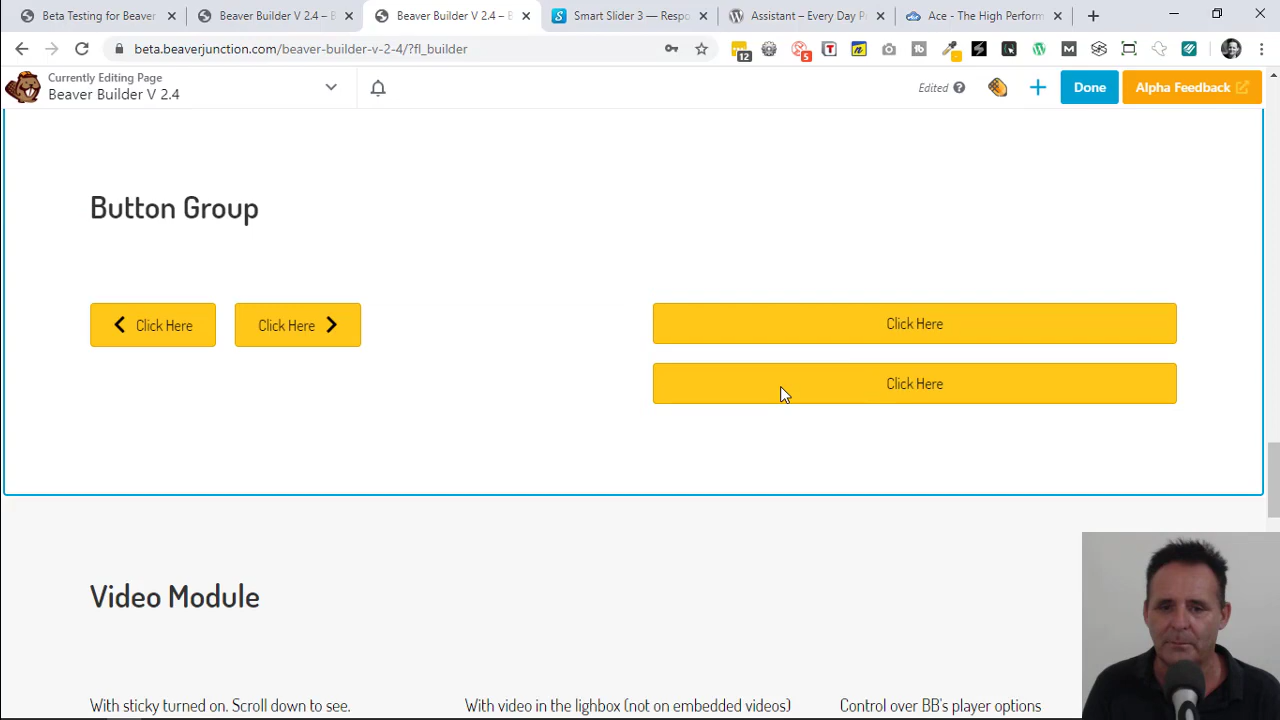 Beta Testing for Beaver
Beaver Builder V 2.4 – B
Beaver Builder V 2.4 – B
S
Smart Slider 3 — Respo
Assistant – Every Day P
Ace - The High Perform
beta.beaverjunction.com/beaver-builder-v-2-4/?fl_builder
12
5
T
n
M
Currently Editing Page
Beaver Builder V 2.4
Edited
?
Done
Alpha Feedback
Button Group
Click Here
Click Here
Click Here
Click Here
Video Module
With sticky turned on. Scroll down to see.
With video in the lighbox (not on embedded videos)
Control over BB's player options